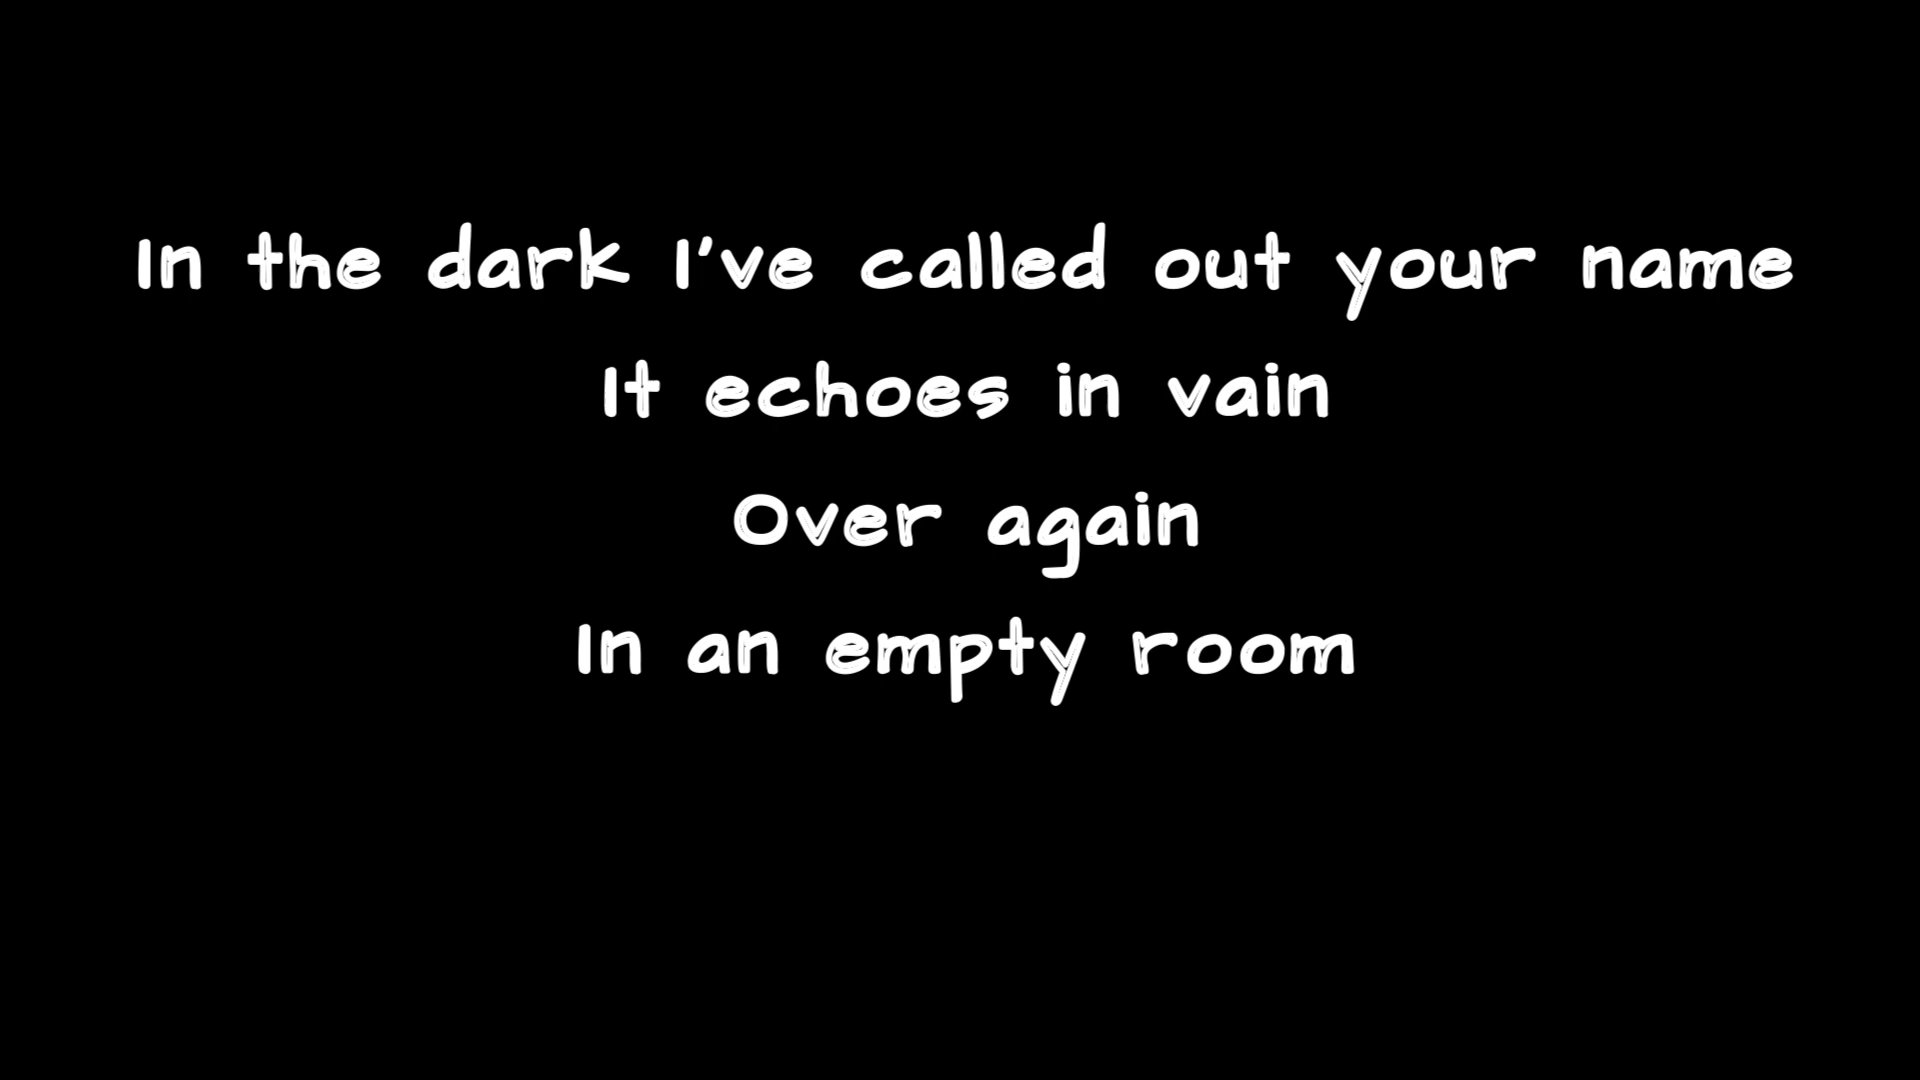 In the dark I've called out your name
It echoes in vain
Over again
In an empty room